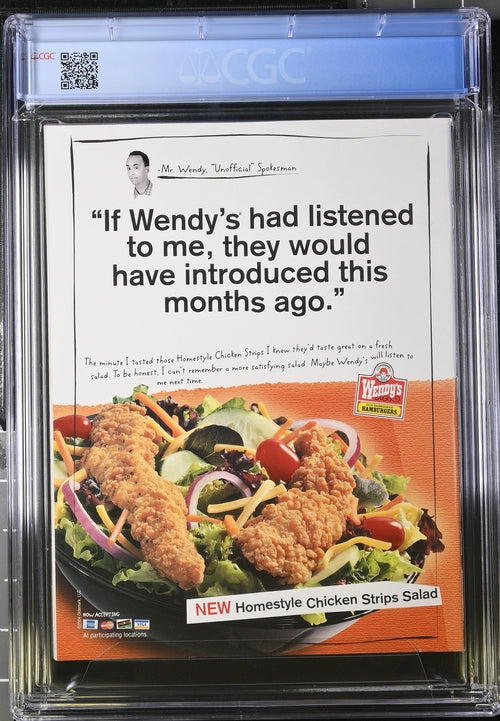 CGC
CGC
-Mr. Wendy, "Unofficial" Spokesman
"If Wendy's had listened
to me, they would
have introduced this
months ago."
The minute I tasted those Homestyle Chicken Strips I knew they'd taste great on a fresh
salad. To be honest, I can't remember a more satisfying salad. Maybe Wendy's will listen to
me next time.
WENDY'S
HAMBURGERS
NEW Homestyle Chicken Strips Salad
NOW ACCEPTING
VISA
At participating locations.